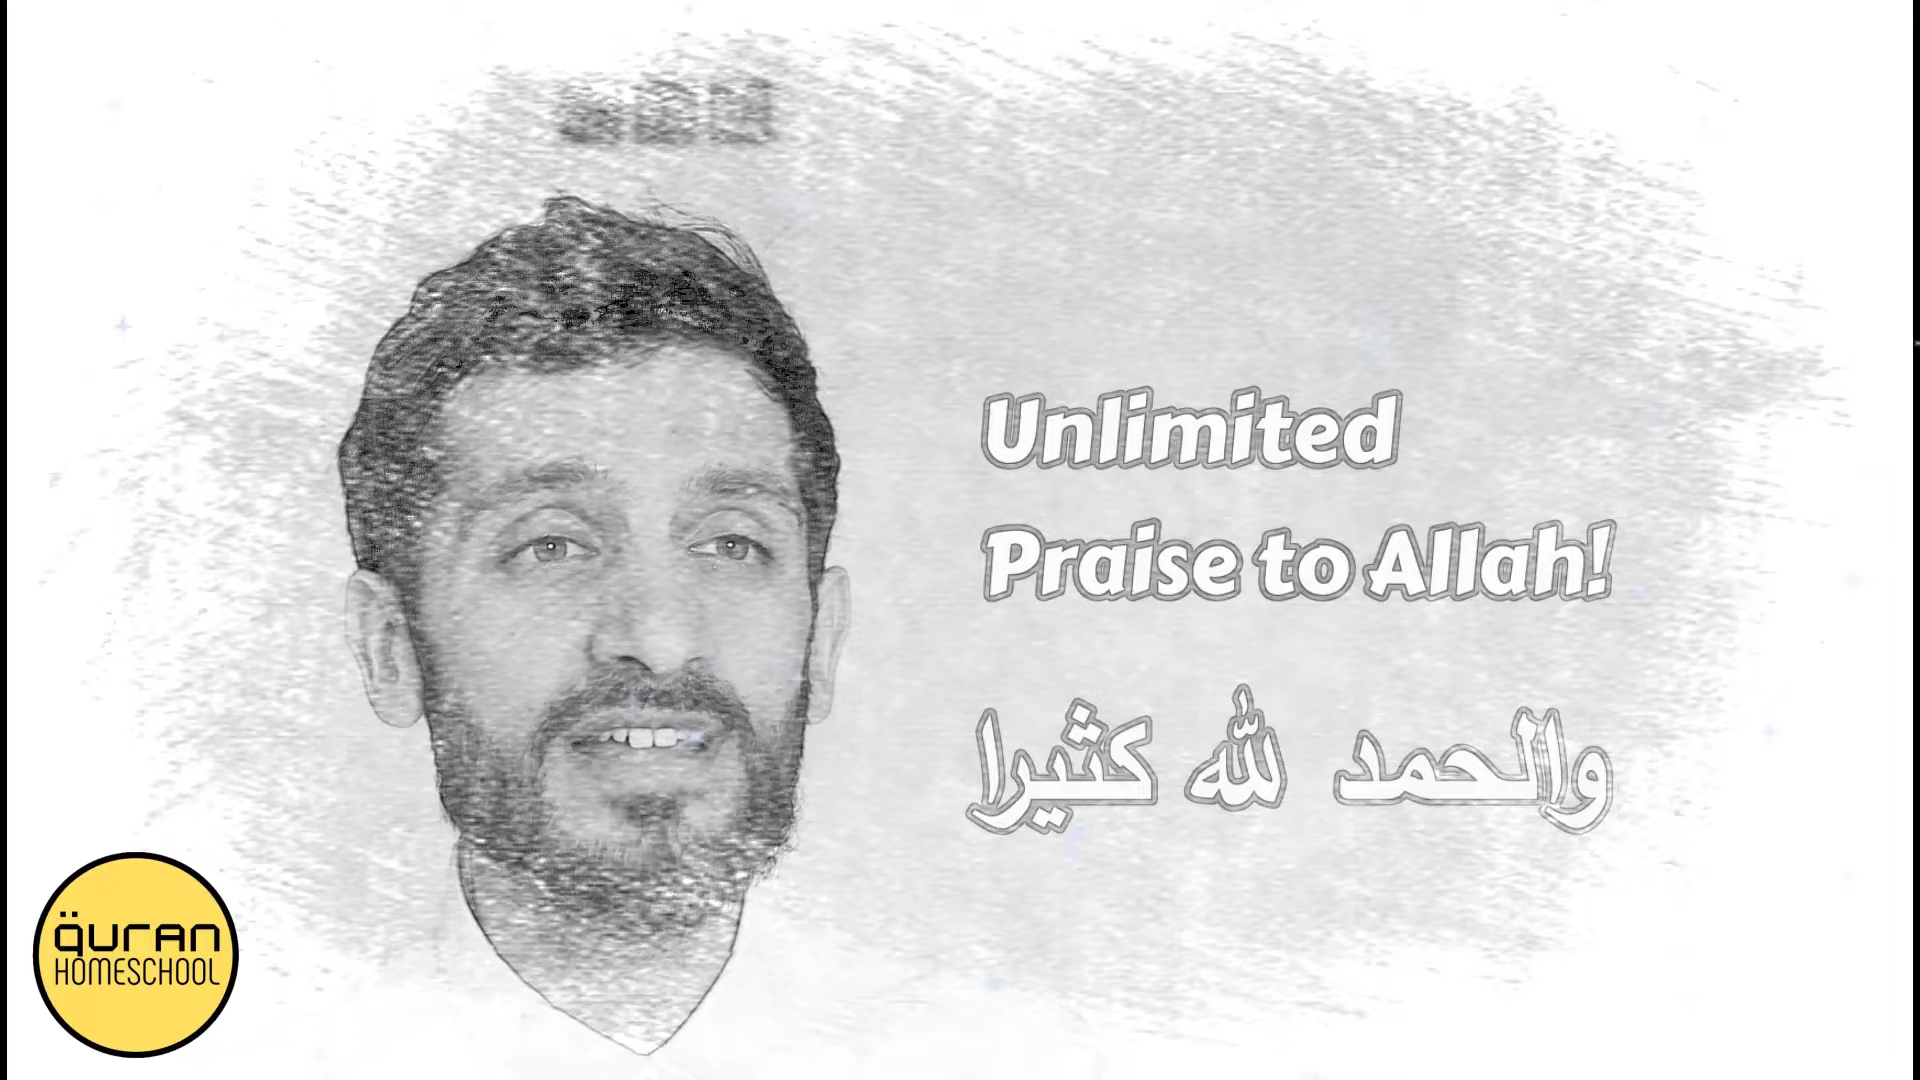 Unlimited
Praise to Allah!
والحمد لله كثيرا
quran
HOMESCHOOL